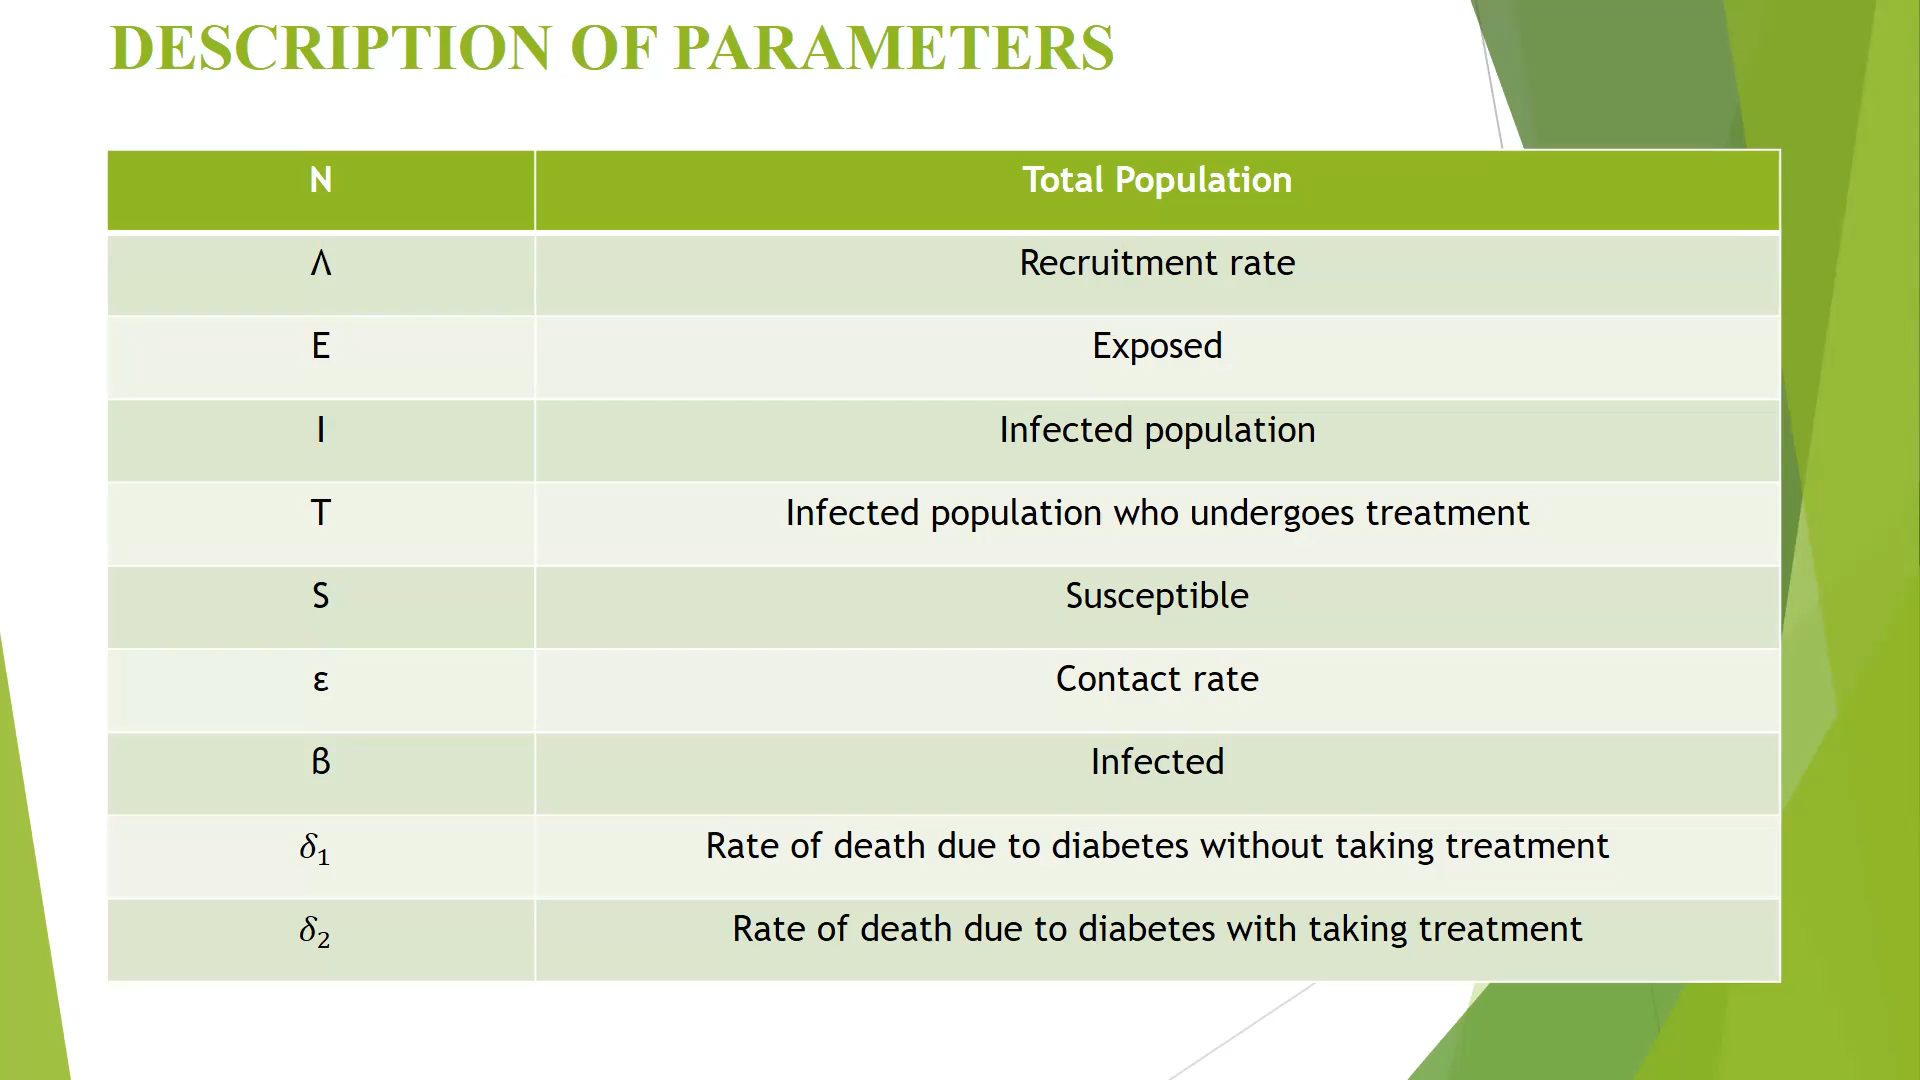 DESCRIPTION OF PARAMETERS
N Total Population
Λ Recruitment rate
E Exposed
I Infected population
T Infected population who undergoes treatment
S Susceptible
ε Contact rate
β Infected
δ₁ Rate of death due to diabetes without taking treatment
δ₂ Rate of death due to diabetes with taking treatment